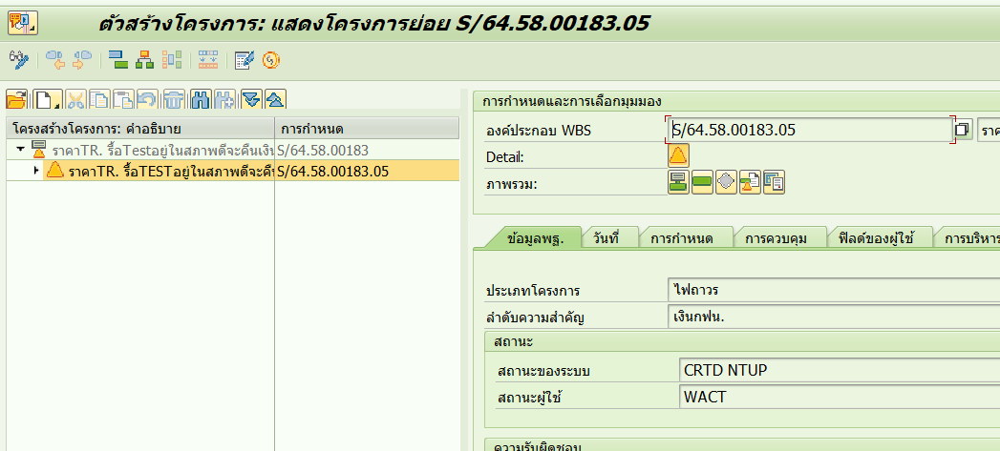 ตัวสร้างโครงการ: แสดงโครงการย่อย S/64.58.00183.05
โครงสร้างโครงการ: คำอธิบาย การกำหนด
ราคาTR. รื้อTestอยู่ในสภาพดีจะคืนเงิน S/64.58.00183
ราคาTR. รื้อTESTอยู่ในสภาพดีจะคืน S/64.58.00183.05
การกำหนดและการเลือกมุมมอง
องค์ประกอบ WBS S/64.58.00183.05 ราค
Detail:
ภาพรวม:
ข้อมูลพฐ. วันที่ การกำหนด การควบคุม ฟิลด์ของผู้ใช้ การบริหาร
ประเภทโครงการ ไฟถาวร
ลำดับความสำคัญ เงินกฟน.
สถานะ
สถานะของระบบ CRTD NTUP
สถานะผู้ใช้ WACT
ความรับผิดชอบ